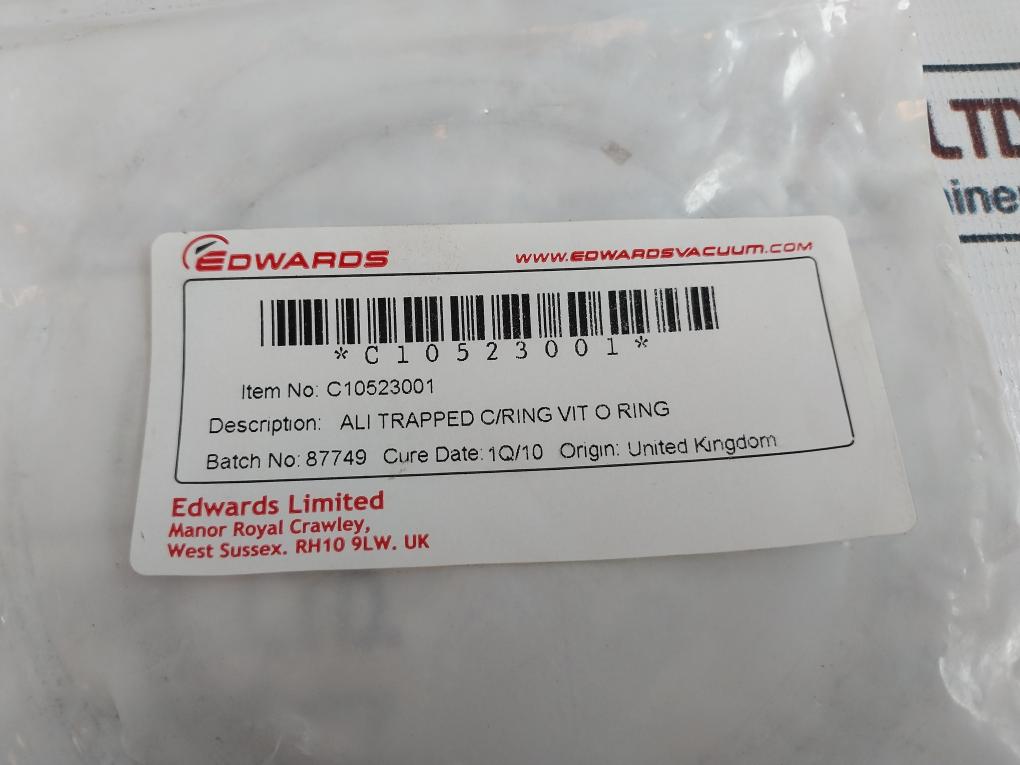 EDWARDS
WWW.EDWARDSVACUUM.COM
*C10523001*
Item No: C10523001
Description: ALI TRAPPED C/RING VIT O RING
Batch No: 87749 Cure Date: 1Q/10 Origin: United Kingdom
Edwards Limited
Manor Royal Crawley,
West Sussex. RH10 9LW. UK
LTD